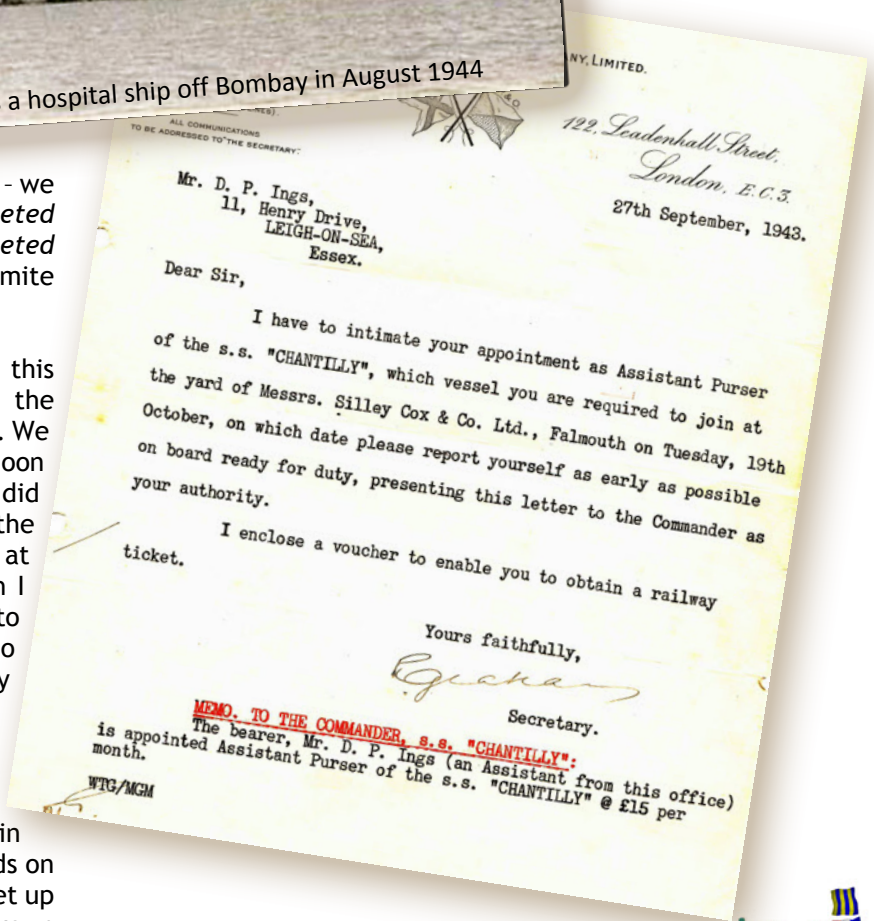 a hospital ship off Bombay in August 1944
NY, LIMITED.
ALL COMMUNICATIONS
TO BE ADDRESSED TO "THE SECRETARY."
122, Leadenhall Street,
London, E.C.3.
27th September, 1943.
Mr. D. P. Ings,
11, Henry Drive,
LEIGH-ON-SEA,
Essex.
Dear Sir,
I have to intimate your appointment as Assistant Purser
of the s.s. "CHANTILLY", which vessel you are required to join at
the yard of Messrs. Silley Cox & Co. Ltd., Falmouth on Tuesday, 19th
October, on which date please report yourself as early as possible
on board ready for duty, presenting this letter to the Commander as
your authority.
I enclose a voucher to enable you to obtain a railway
ticket.
Yours faithfully,
Secretary.
MEMO. TO THE COMMANDER, s.s. "CHANTILLY":
The bearer, Mr. D. P. Ings (an Assistant from this office)
is appointed Assistant Purser of the s.s. "CHANTILLY" @ £15 per
month.
WTG/MGM
– we
eted
eted
mite
this
the
. We
oon
did
the
at
n I
to
o
y
in
ds on
et up